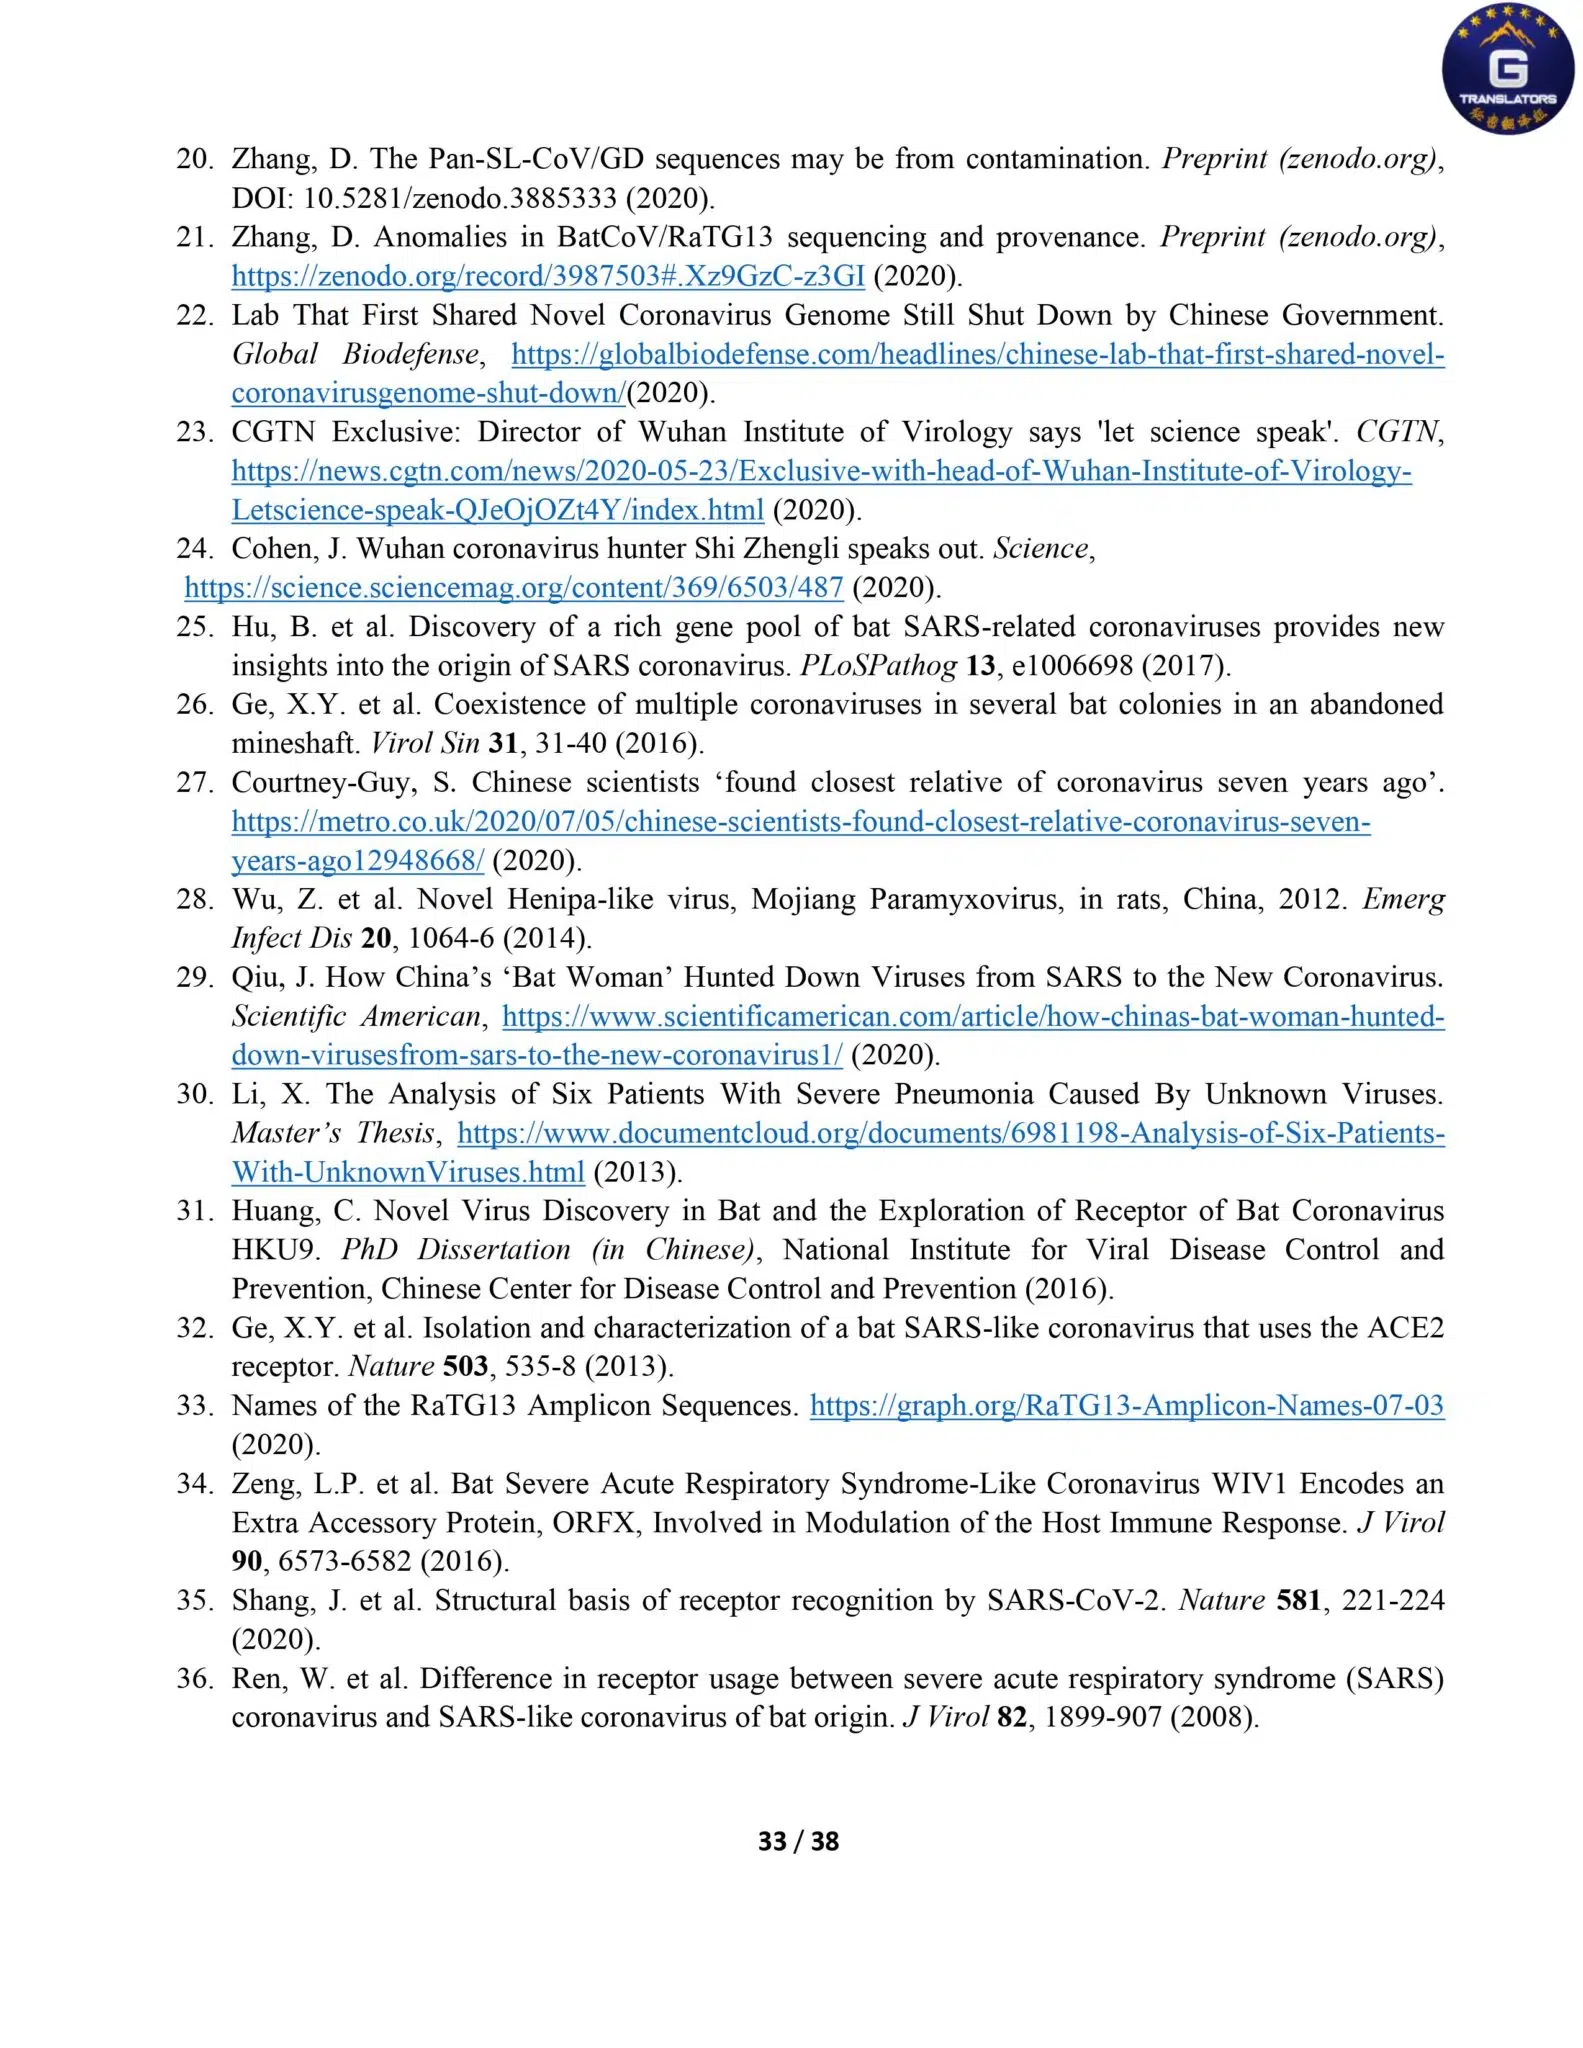 G
TRANSLATORS
20. Zhang, D. The Pan-SL-CoV/GD sequences may be from contamination. Preprint (zenodo.org),
DOI: 10.5281/zenodo.3885333 (2020).
21. Zhang, D. Anomalies in BatCoV/RaTG13 sequencing and provenance. Preprint (zenodo.org),
https://zenodo.org/record/3987503#.Xz9GzC-z3GI (2020).
22. Lab That First Shared Novel Coronavirus Genome Still Shut Down by Chinese Government.
Global Biodefense, https://globalbiodefense.com/headlines/chinese-lab-that-first-shared-novel-
coronavirusgenome-shut-down/(2020).
23. CGTN Exclusive: Director of Wuhan Institute of Virology says 'let science speak'. CGTN,
https://news.cgtn.com/news/2020-05-23/Exclusive-with-head-of-Wuhan-Institute-of-Virology-
Letscience-speak-QJeOjOZt4Y/index.html (2020).
24. Cohen, J. Wuhan coronavirus hunter Shi Zhengli speaks out. Science,
https://science.sciencemag.org/content/369/6503/487 (2020).
25. Hu, B. et al. Discovery of a rich gene pool of bat SARS-related coronaviruses provides new
insights into the origin of SARS coronavirus. PLoSPathog 13, e1006698 (2017).
26. Ge, X.Y. et al. Coexistence of multiple coronaviruses in several bat colonies in an abandoned
mineshaft. Virol Sin 31, 31-40 (2016).
27. Courtney-Guy, S. Chinese scientists ‘found closest relative of coronavirus seven years ago’.
https://metro.co.uk/2020/07/05/chinese-scientists-found-closest-relative-coronavirus-seven-
years-ago12948668/ (2020).
28. Wu, Z. et al. Novel Henipa-like virus, Mojiang Paramyxovirus, in rats, China, 2012. Emerg
Infect Dis 20, 1064-6 (2014).
29. Qiu, J. How China’s ‘Bat Woman’ Hunted Down Viruses from SARS to the New Coronavirus.
Scientific American, https://www.scientificamerican.com/article/how-chinas-bat-woman-hunted-
down-virusesfrom-sars-to-the-new-coronavirus1/ (2020).
30. Li, X. The Analysis of Six Patients With Severe Pneumonia Caused By Unknown Viruses.
Master’s Thesis, https://www.documentcloud.org/documents/6981198-Analysis-of-Six-Patients-
With-UnknownViruses.html (2013).
31. Huang, C. Novel Virus Discovery in Bat and the Exploration of Receptor of Bat Coronavirus
HKU9. PhD Dissertation (in Chinese), National Institute for Viral Disease Control and
Prevention, Chinese Center for Disease Control and Prevention (2016).
32. Ge, X.Y. et al. Isolation and characterization of a bat SARS-like coronavirus that uses the ACE2
receptor. Nature 503, 535-8 (2013).
33. Names of the RaTG13 Amplicon Sequences. https://graph.org/RaTG13-Amplicon-Names-07-03
(2020).
34. Zeng, L.P. et al. Bat Severe Acute Respiratory Syndrome-Like Coronavirus WIV1 Encodes an
Extra Accessory Protein, ORFX, Involved in Modulation of the Host Immune Response. J Virol
90, 6573-6582 (2016).
35. Shang, J. et al. Structural basis of receptor recognition by SARS-CoV-2. Nature 581, 221-224
(2020).
36. Ren, W. et al. Difference in receptor usage between severe acute respiratory syndrome (SARS)
coronavirus and SARS-like coronavirus of bat origin. J Virol 82, 1899-907 (2008).
33 / 38